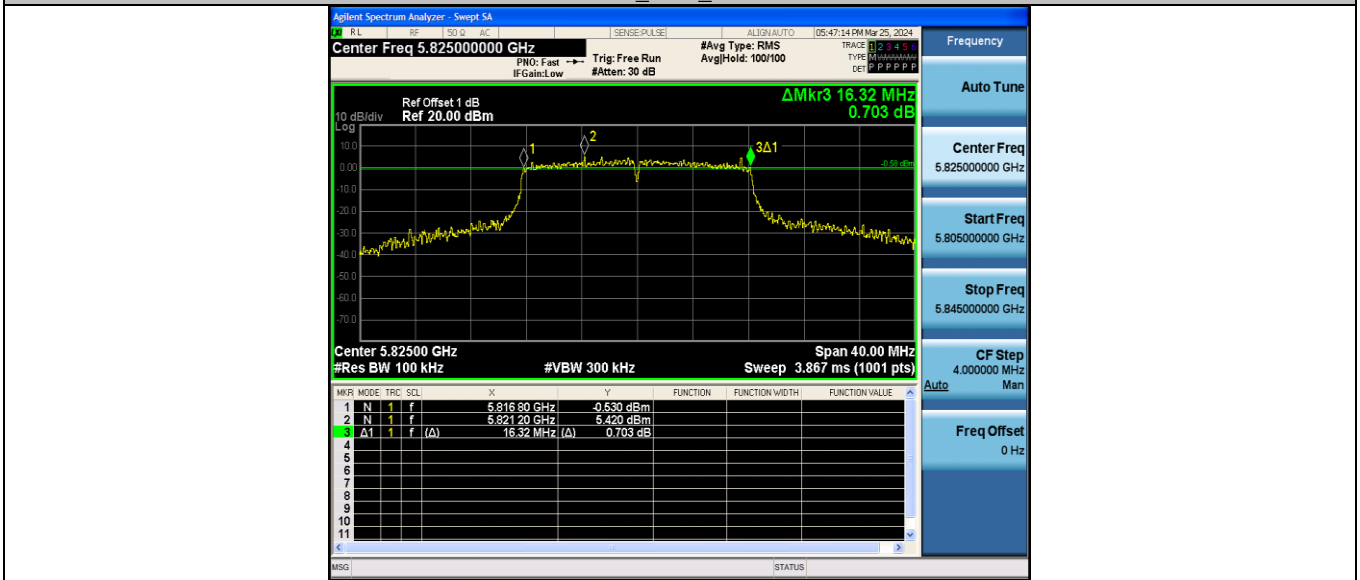 Agilent Spectrum Analyzer - Swept SA
RL RF 50 Ω AC SENSE:PULSE ALIGNAUTO 05:47:14 PM Mar 25, 2024
Center Freq 5.825000000 GHz #Avg Type: RMS TRACE 1 2 3 4 5 6
PNO: Fast Trig: Free Run Avg|Hold: 100/100 TYPE M
IFGain:Low #Atten: 30 dB DET P P P P P P
ΔMkr3 16.32 MHz
0.703 dB
Ref Offset 1 dB
10 dB/div Ref 20.00 dBm
Log
10.0
0.00
-10.0
-20.0
-30.0
-40.0
-50.0
-60.0
-70.0
1
2
3Δ1
-0.58 dBm
Center 5.82500 GHz Span 40.00 MHz
#Res BW 100 kHz #VBW 300 kHz Sweep 3.867 ms (1001 pts)
MKR MODE TRC SCL X Y FUNCTION FUNCTION WIDTH FUNCTION VALUE
1 N 1 f 5.816 80 GHz -0.530 dBm
2 N 1 f 5.821 20 GHz 5.420 dBm
3 Δ1 1 f (Δ) 16.32 MHz (Δ) 0.703 dB
4
5
6
7
8
9
10
11
MSG STATUS
Frequency
Auto Tune
Center Freq
5.825000000 GHz
Start Freq
5.805000000 GHz
Stop Freq
5.845000000 GHz
CF Step
4.000000 MHz
Auto Man
Freq Offset
0 Hz